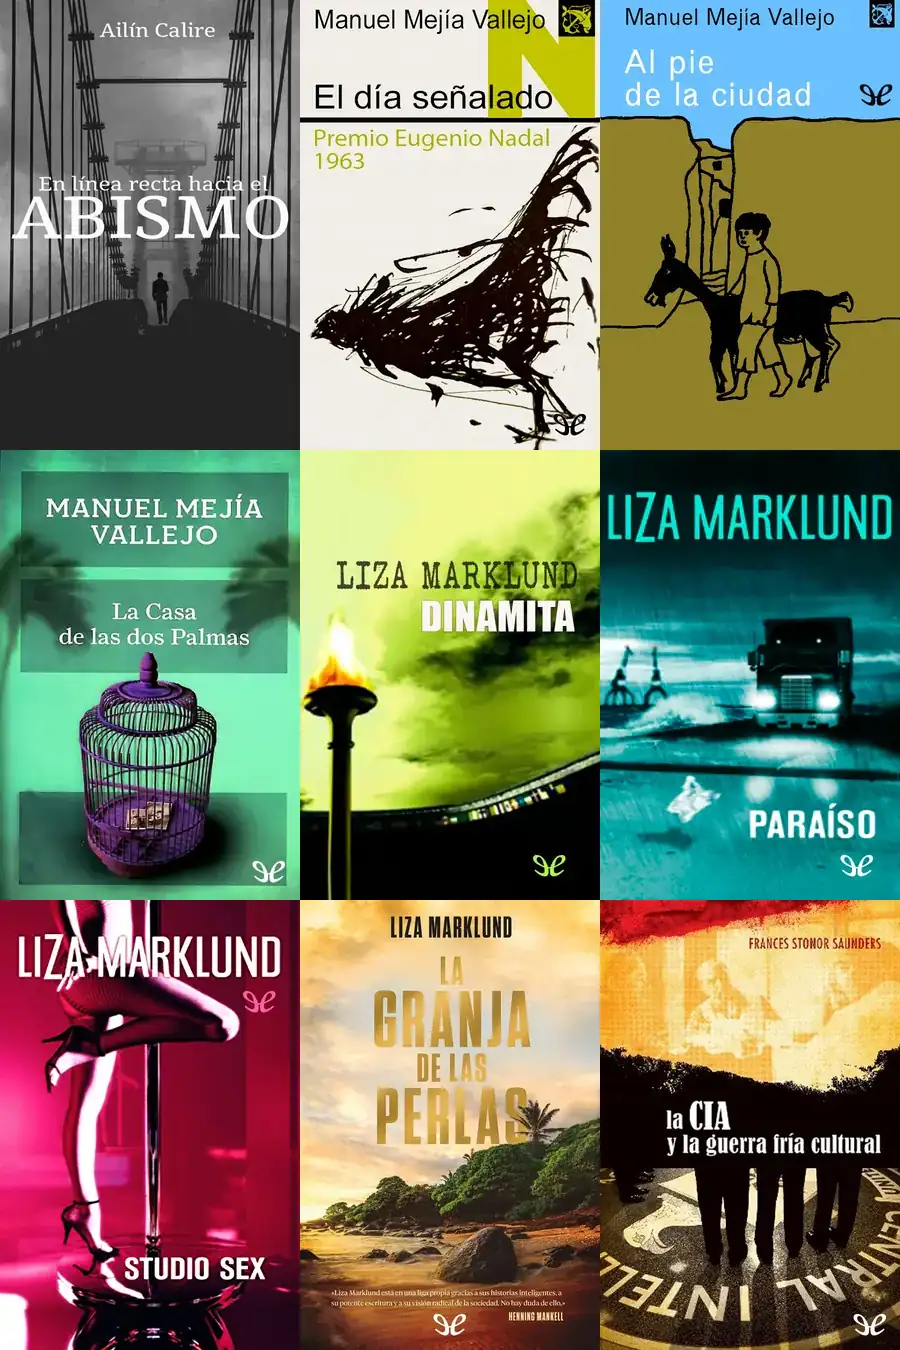 Ailín Calire
En línea recta hacia el
ABISMO
Manuel Mejía Vallejo
N
El día señalado
Premio Eugenio Nadal
1963
Manuel Mejía Vallejo
Al pie
de la ciudad
MANUEL MEJÍA
VALLEJO
La Casa
de las dos Palmas
LIZA MARKLUND
DINAMITA
LIZA MARKLUND
PARAÍSO
LIZA MARKLUND
STUDIO SEX
LIZA MARKLUND
LA
GRANJA
DE LAS
PERLAS
«Liza Marklund está en una liga propia gracias a sus historias inteligentes, a
su potente escritura y a su visión radical de la sociedad. No hay duda de ello.»
HENNING MANKELL
FRANCES STONOR SAUNDERS
la CIA
y la guerra fría cultural
CENTRAL INTELL